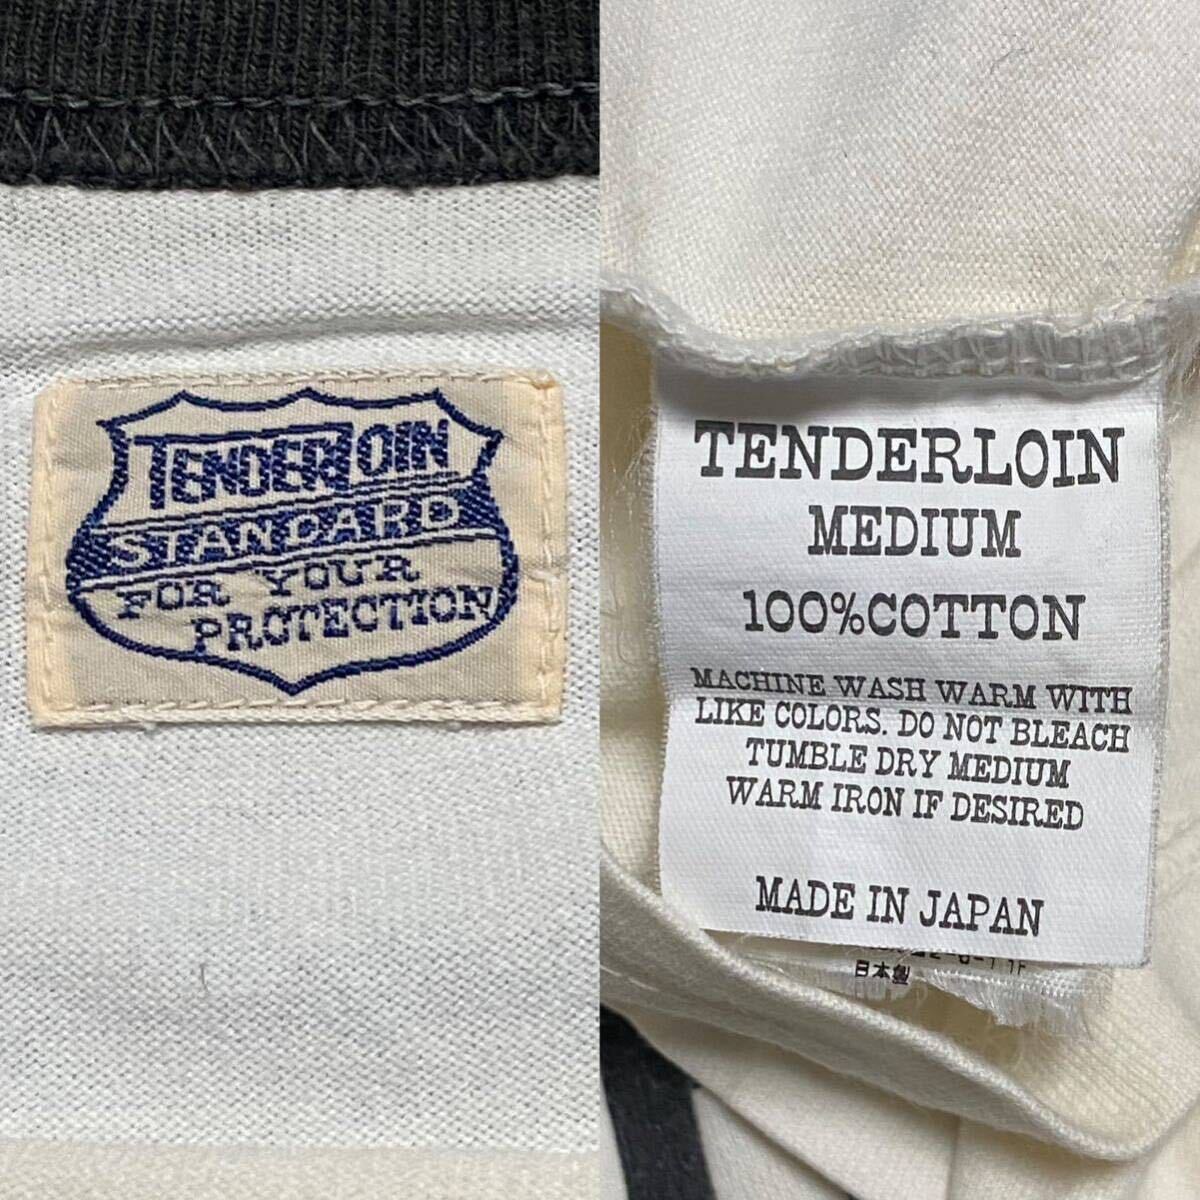 TENDERLOIN
STANDARD
FOR YOUR
PROTECTION
TENDERLOIN
MEDIUM
100%COTTON
MACHINE WASH WARM WITH
LIKE COLORS. DO NOT BLEACH
TUMBLE DRY MEDIUM
WARM IRON IF DESIRED
MADE IN JAPAN
日本製